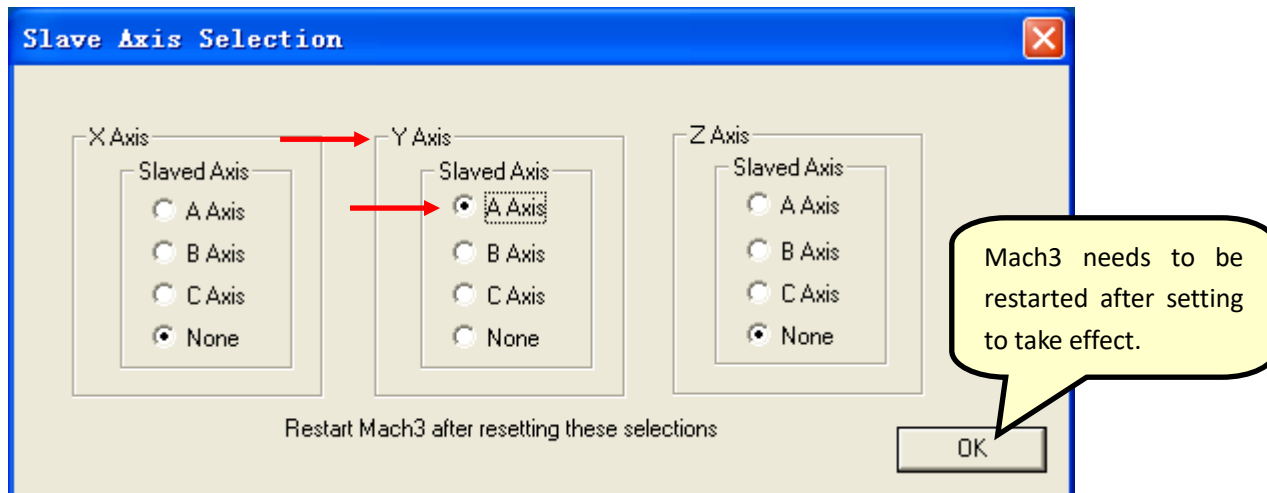 Slave Axis Selection
X Axis
Slaved Axis
A Axis
B Axis
C Axis
None
Y Axis
Slaved Axis
A Axis
B Axis
C Axis
None
Z Axis
Slaved Axis
A Axis
B Axis
C Axis
None
Mach3 needs to be
restarted after setting
to take effect.
Restart Mach3 after resetting these selections
OK